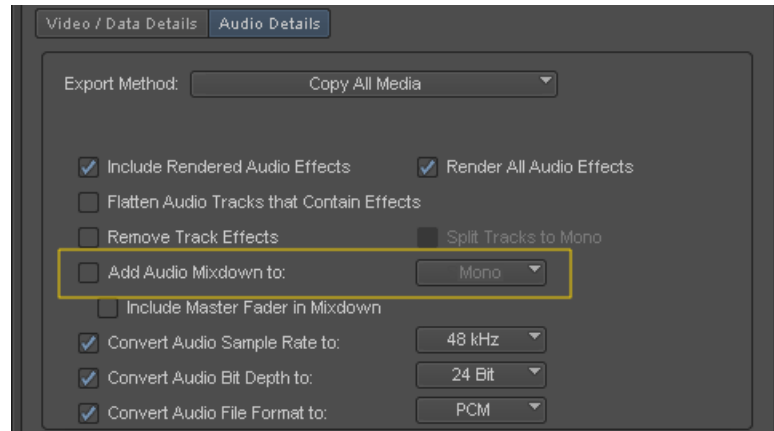 Video / Data Details Audio Details
Export Method: Copy All Media
Include Rendered Audio Effects Render All Audio Effects
Flatten Audio Tracks that Contain Effects
Remove Track Effects Split Tracks to Mono
Add Audio Mixdown to: Mono
Include Master Fader in Mixdown
Convert Audio Sample Rate to: 48 kHz
Convert Audio Bit Depth to: 24 Bit
Convert Audio File Format to: PCM